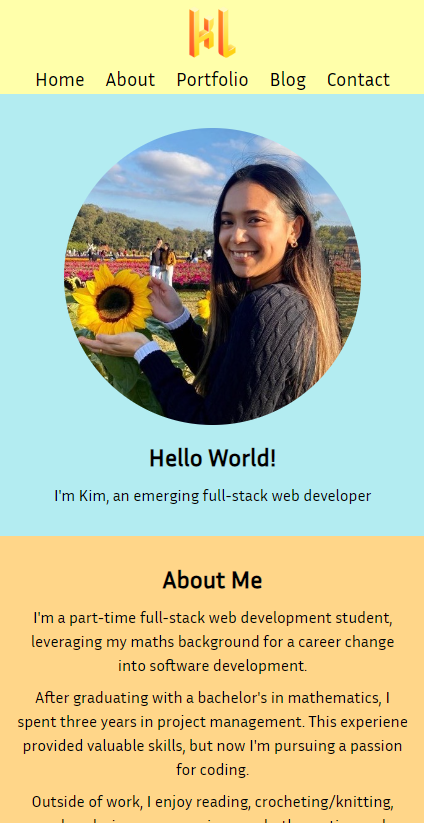 KL
Home About Portfolio Blog Contact
Hello World!
I'm Kim, an emerging full-stack web developer
About Me
I'm a part-time full-stack web development student,
leveraging my maths background for a career change
into software development.
After graduating with a bachelor's in mathematics, I
spent three years in project management. This experiene
provided valuable skills, but now I'm pursuing a passion
for coding.
Outside of work, I enjoy reading, crocheting/knitting,